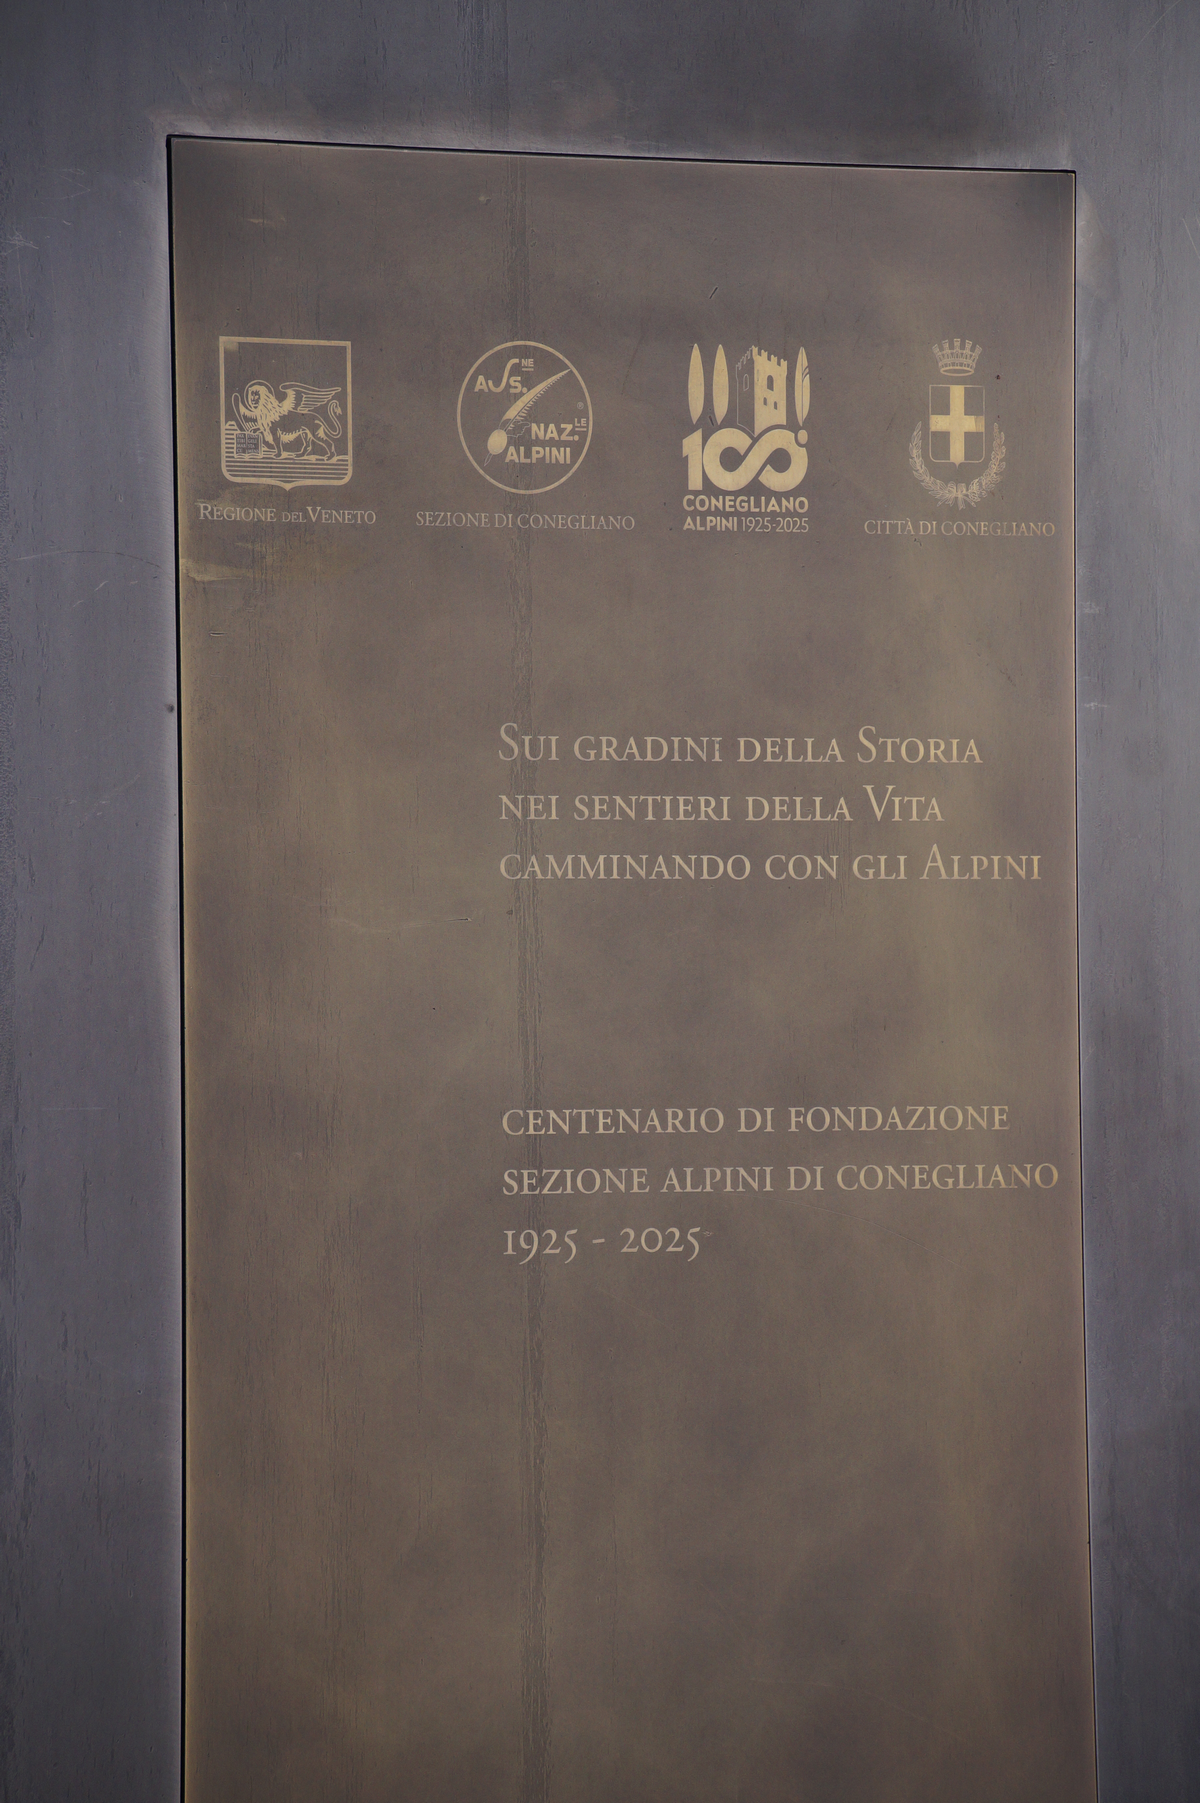 REGIONE DEL VENETO
ASS.NE
NAZ.LE
ALPINI
SEZIONE DI CONEGLIANO
100°
CONEGLIANO
ALPINI 1925-2025
CITTÀ DI CONEGLIANO
SUI GRADINI DELLA STORIA
NEI SENTIERI DELLA VITA
CAMMINANDO CON GLI ALPINI
CENTENARIO DI FONDAZIONE
SEZIONE ALPINI DI CONEGLIANO
1925 - 2025